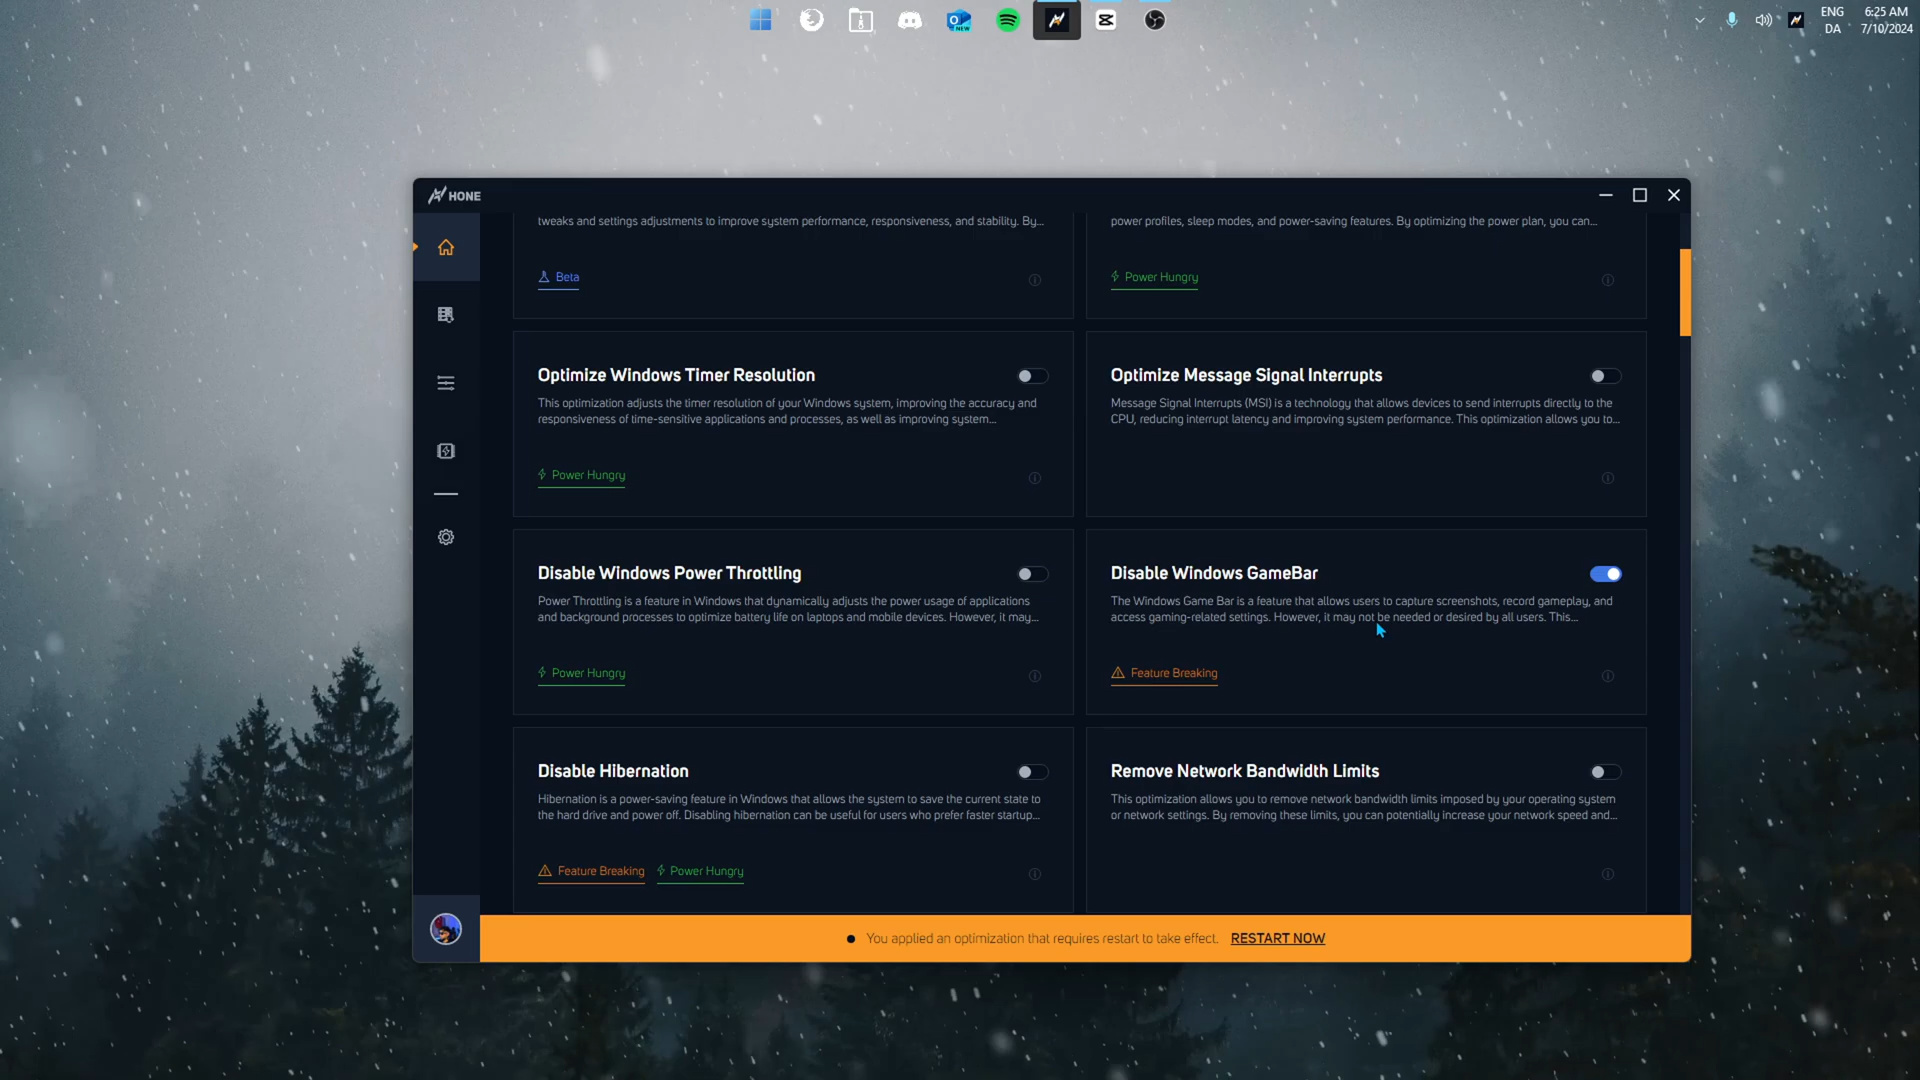 ENG
DA
6:25 AM
7/10/2024
NEW
HONE
tweaks and settings adjustments to improve system performance, responsiveness, and stability. By...
Beta
power profiles, sleep modes, and power-saving features. By optimizing the power plan, you can...
Power Hungry
Optimize Windows Timer Resolution
This optimization adjusts the timer resolution of your Windows system, improving the accuracy and
responsiveness of time-sensitive applications and processes, as well as improving system...
Power Hungry
Optimize Message Signal Interrupts
Message Signal Interrupts (MSI) is a technology that allows devices to send interrupts directly to the
CPU, reducing interrupt latency and improving system performance. This optimization allows you to...
Disable Windows Power Throttling
Power Throttling is a feature in Windows that dynamically adjusts the power usage of applications
and background processes to optimize battery life on laptops and mobile devices. However, it may...
Power Hungry
Disable Windows GameBar
The Windows Game Bar is a feature that allows users to capture screenshots, record gameplay, and
access gaming-related settings. However, it may not be needed or desired by all users. This...
Feature Breaking
Disable Hibernation
Hibernation is a power-saving feature in Windows that allows the system to save the current state to
the hard drive and power off. Disabling hibernation can be useful for users who prefer faster startup...
Feature Breaking Power Hungry
Remove Network Bandwidth Limits
This optimization allows you to remove network bandwidth limits imposed by your operating system
or network settings. By removing these limits, you can potentially increase your network speed and...
You applied an optimization that requires restart to take effect. RESTART NOW